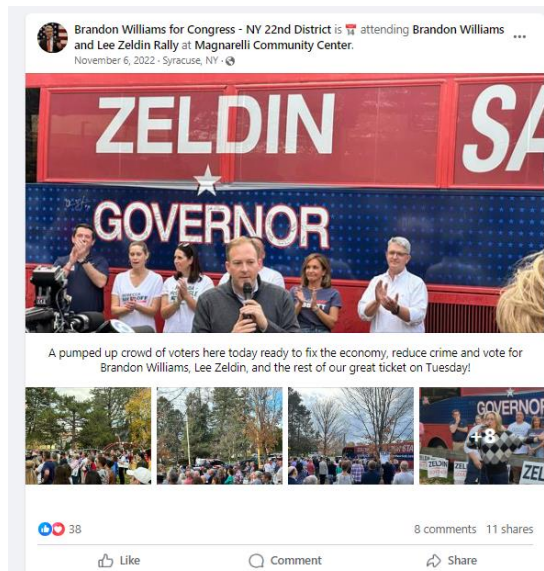 Brandon Williams for Congress - NY 22nd District is attending Brandon Williams
and Lee Zeldin Rally at Magnarelli Community Center.
November 6, 2022 · Syracuse, NY ·
ZELDIN
SA
GOVERNOR
A pumped up crowd of voters here today ready to fix the economy, reduce crime and vote for
Brandon Williams, Lee Zeldin, and the rest of our great ticket on Tuesday!
GOVERNOR
+8
ZEL
38
8 comments 11 shares
Like Comment Share